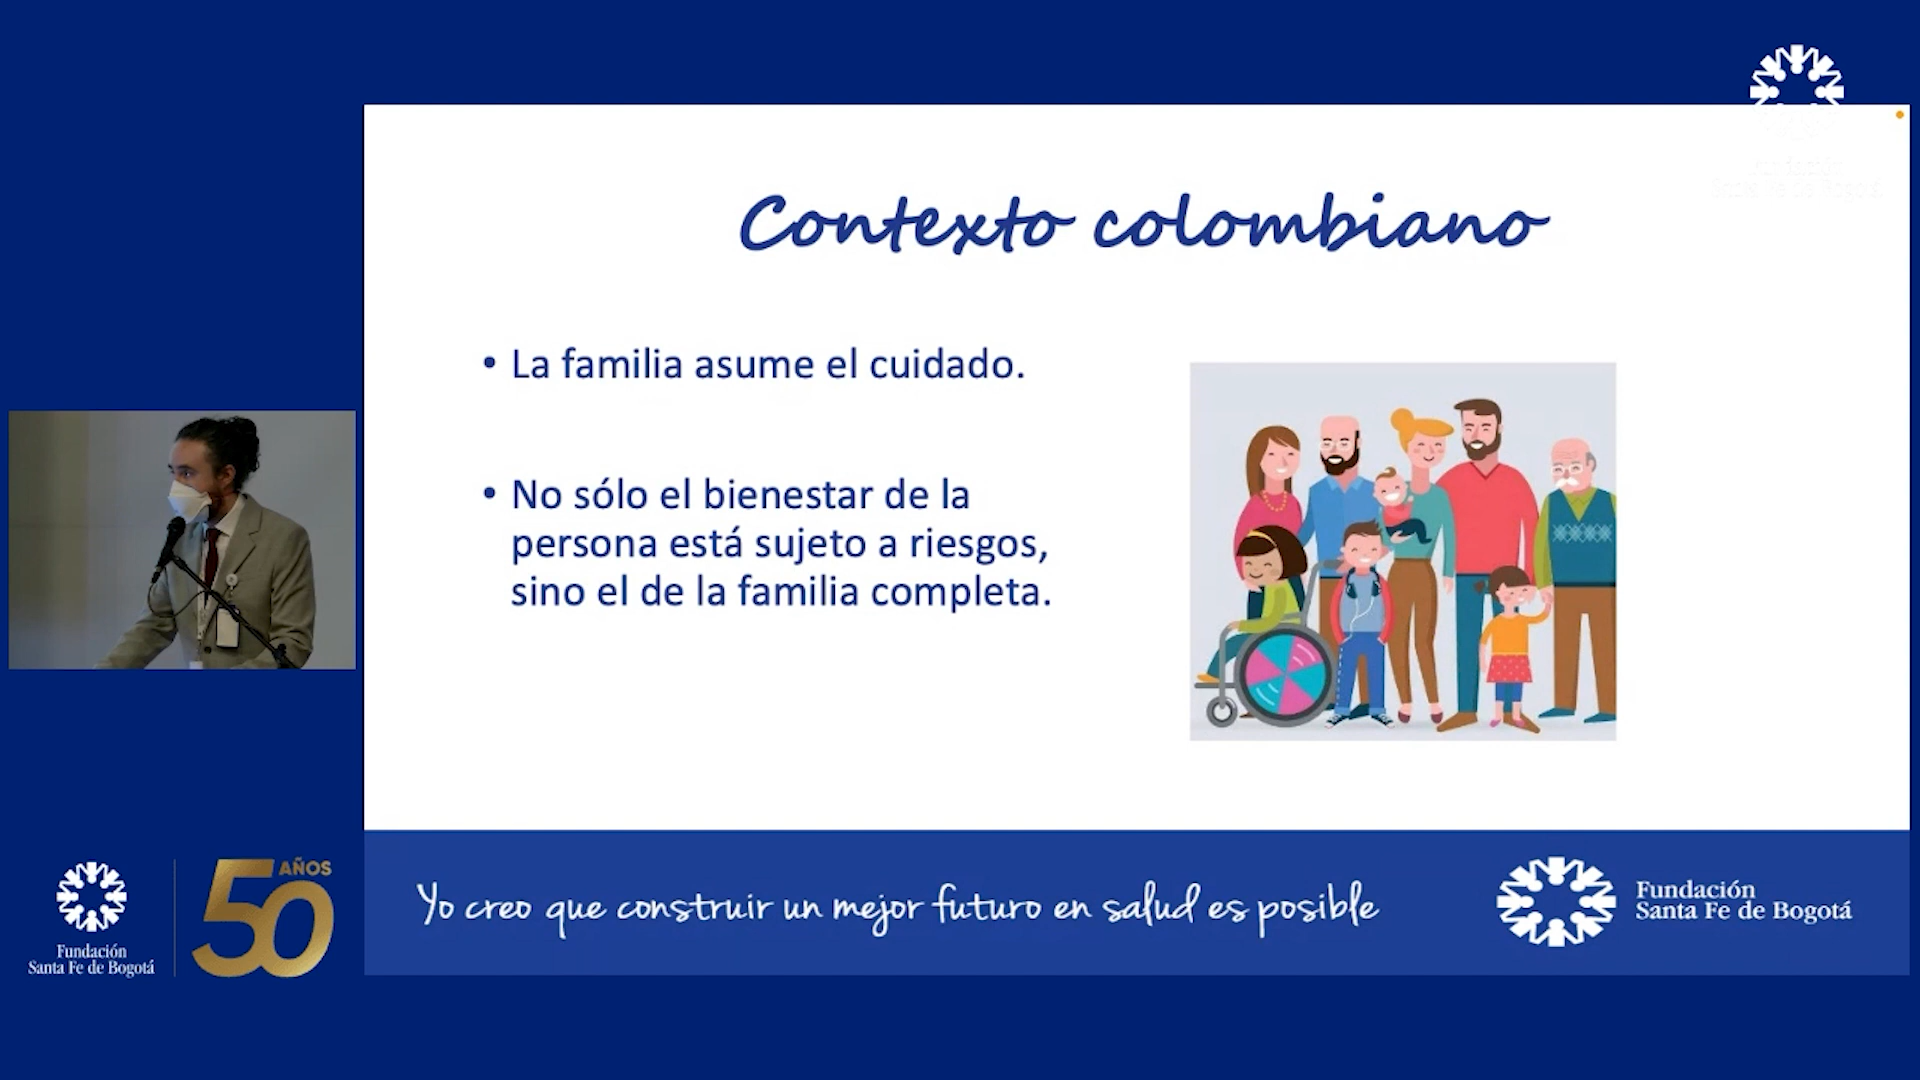 Contexto colombiano
• La familia asume el cuidado.
• No sólo el bienestar de la
persona está sujeto a riesgos,
sino el de la familia completa.
Yo creo que construir un mejor futuro en salud es posible
Fundación
Santa Fe de Bogotá
Fundación
Santa Fe de Bogotá
50
AÑOS